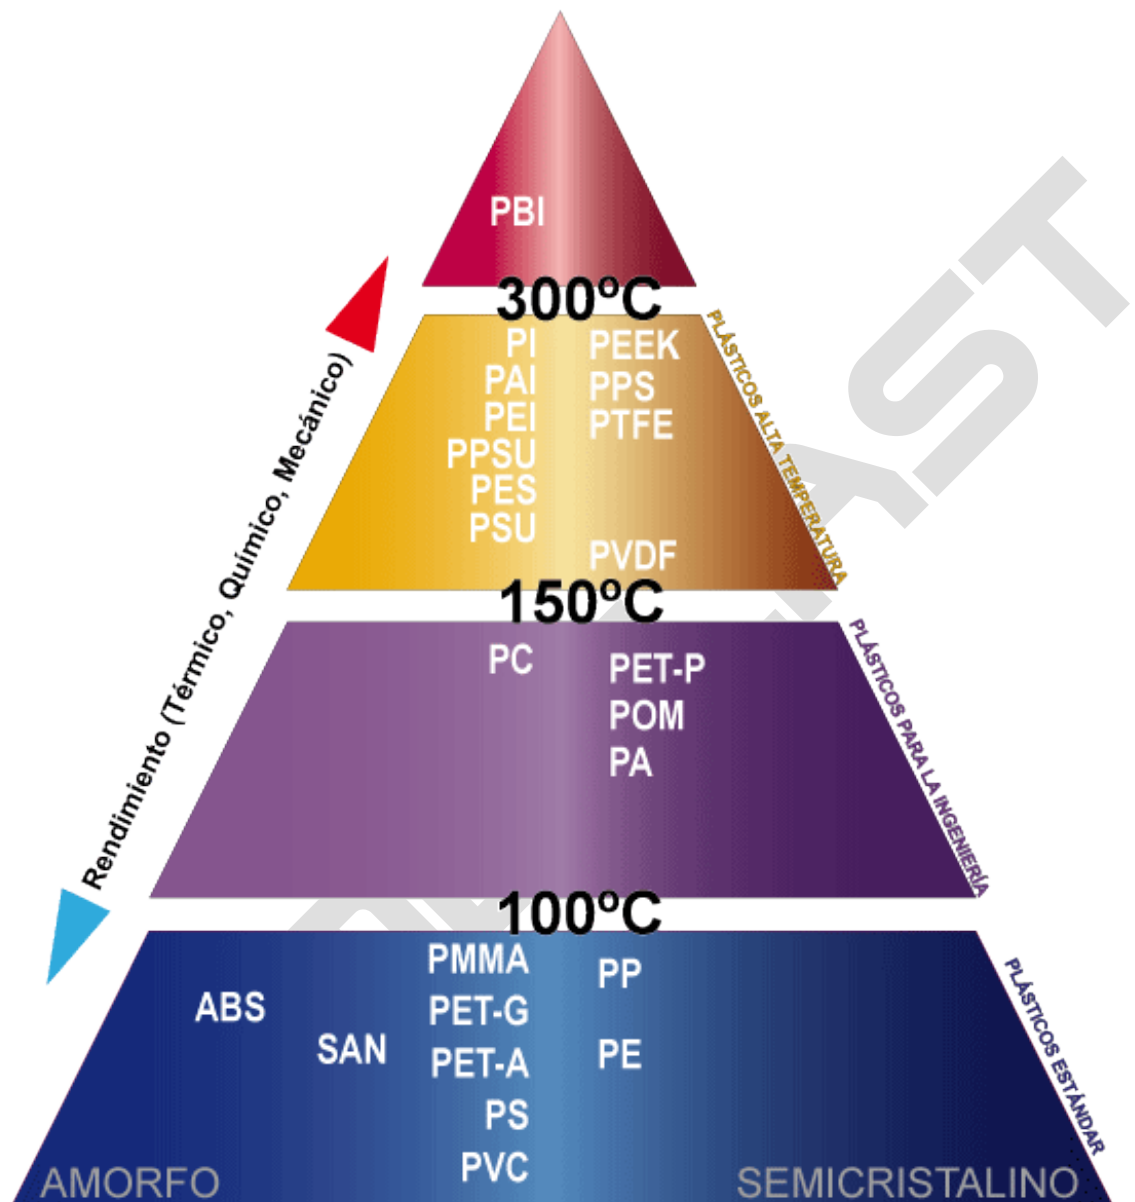 PBI
300ºC
PI
PAI
PEI
PPSU
PES
PSU
PEEK
PPS
PTFE
PVDF
PLÁSTICOS ALTA TEMPERATURA
Rendimiento (Térmico, Químico, Mecánico)
150ºC
PC
PET-P
POM
PA
PLÁSTICOS PARA LA INGENIERÍA
100ºC
ABS
SAN
PMMA
PET-G
PET-A
PS
PVC
PP
PE
PLÁSTICOS ESTÁNDAR
AMORFO
SEMICRISTALINO